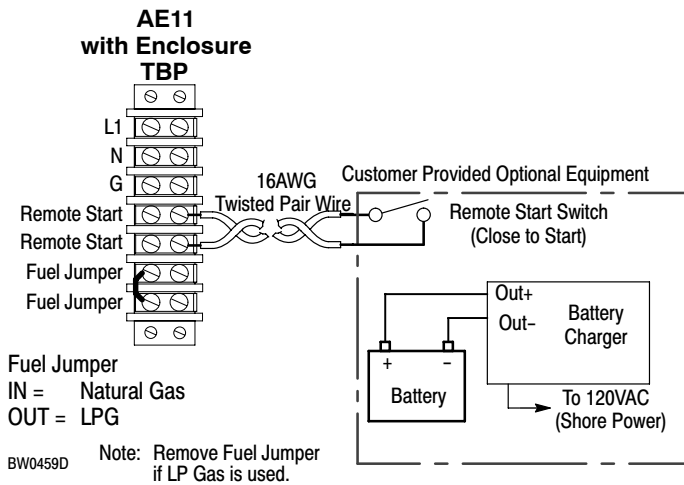 AE11
with Enclosure
TBP
L1
N
G
Remote Start
Remote Start
Fuel Jumper
Fuel Jumper
16AWG
Twisted Pair Wire
Customer Provided Optional Equipment
Remote Start Switch
(Close to Start)
Out+
Out−
Battery
Charger
+ −
Battery
To 120VAC
(Shore Power)
Fuel Jumper
IN = Natural Gas
OUT = LPG
BW0459D
Note: Remove Fuel Jumper
if LP Gas is used.